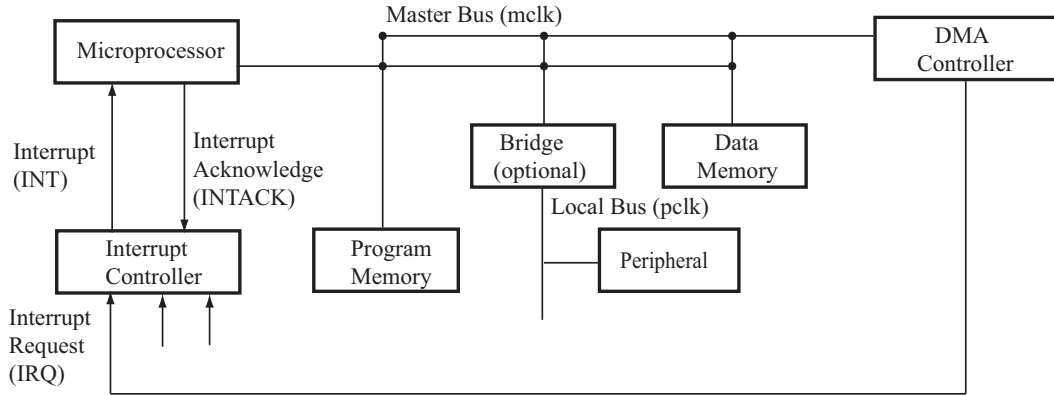 Master Bus (mclk)
Microprocessor
DMA
Controller
Interrupt
(INT)
Interrupt
Acknowledge
(INTACK)
Bridge
(optional)
Data
Memory
Local Bus (pclk)
Interrupt
Controller
Program
Memory
Peripheral
Interrupt
Request
(IRQ)